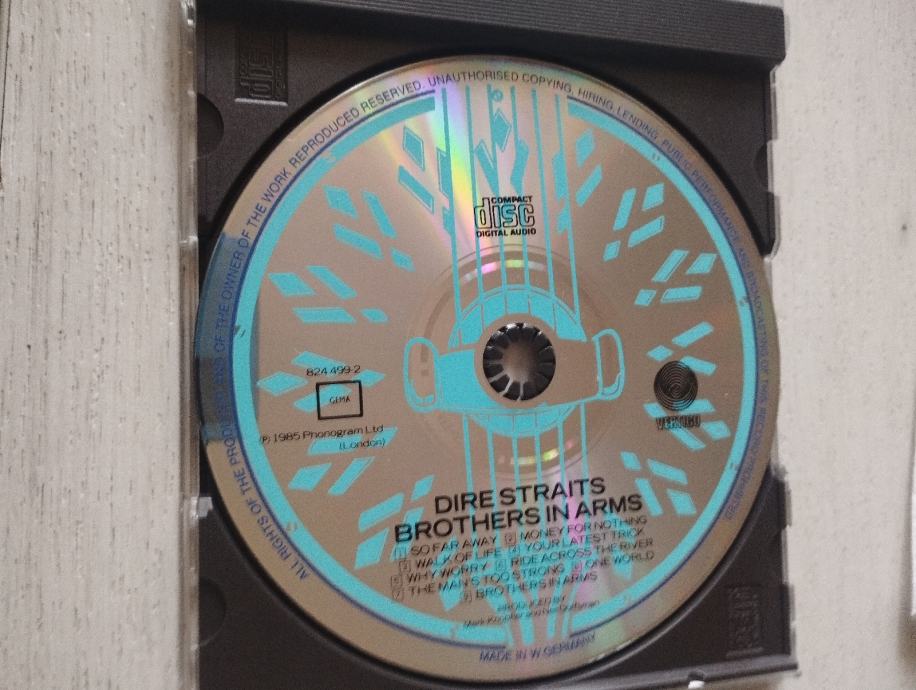 ALL RIGHTS OF THE PRODUCERS AND OF THE OWNER OF THE WORK REPRODUCED RESERVED. UNAUTHORISED COPYING, HIRING, LENDING, PUBLIC PERFORMANCE AND BROADCASTING OF THIS RECORD PROHIBITED
COMPACT
disc
DIGITAL AUDIO
824 499-2
GEMA
℗ 1985 Phonogram Ltd
(London)
VERTIGO
DIRE STRAITS
BROTHERS IN ARMS
1 SO FAR AWAY 2 MONEY FOR NOTHING
3 WALK OF LIFE 4 YOUR LATEST TRICK
5 WHY WORRY 6 RIDE ACROSS THE RIVER
7 THE MAN'S TOO STRONG 8 ONE WORLD
9 BROTHERS IN ARMS
PRODUCED BY
Mark Knopfler and Neil Dorfsman
MADE IN W. GERMANY